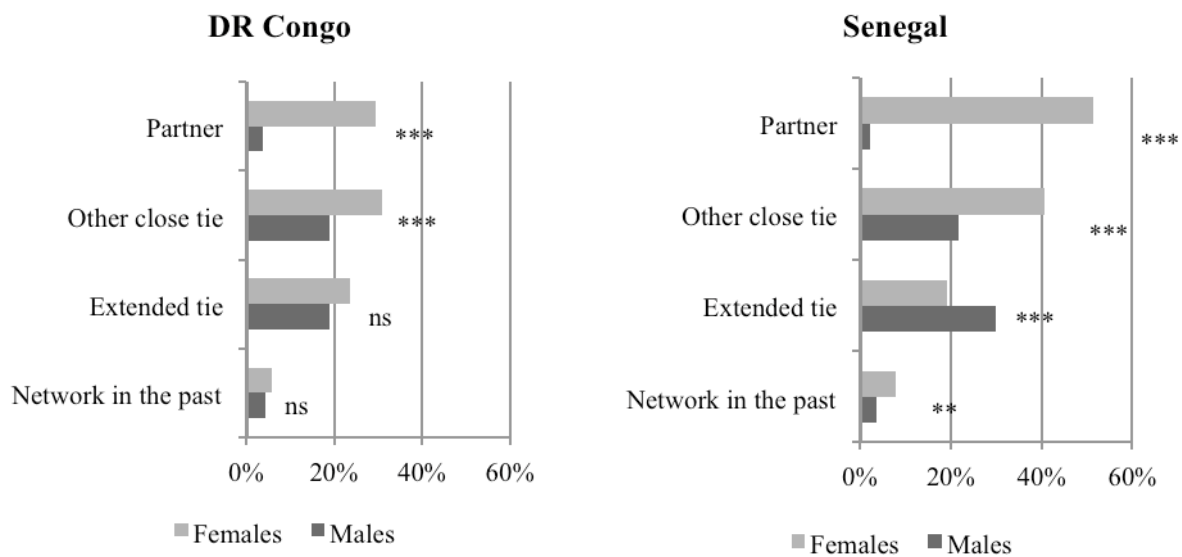 DR Congo
Partner
***
Other close tie
***
Extended tie
ns
Network in the past
ns
0%
20%
40%
60%
Females
Males
Senegal
Partner
***
Other close tie
***
Extended tie
***
Network in the past
**
0%
20%
40%
60%
Females
Males